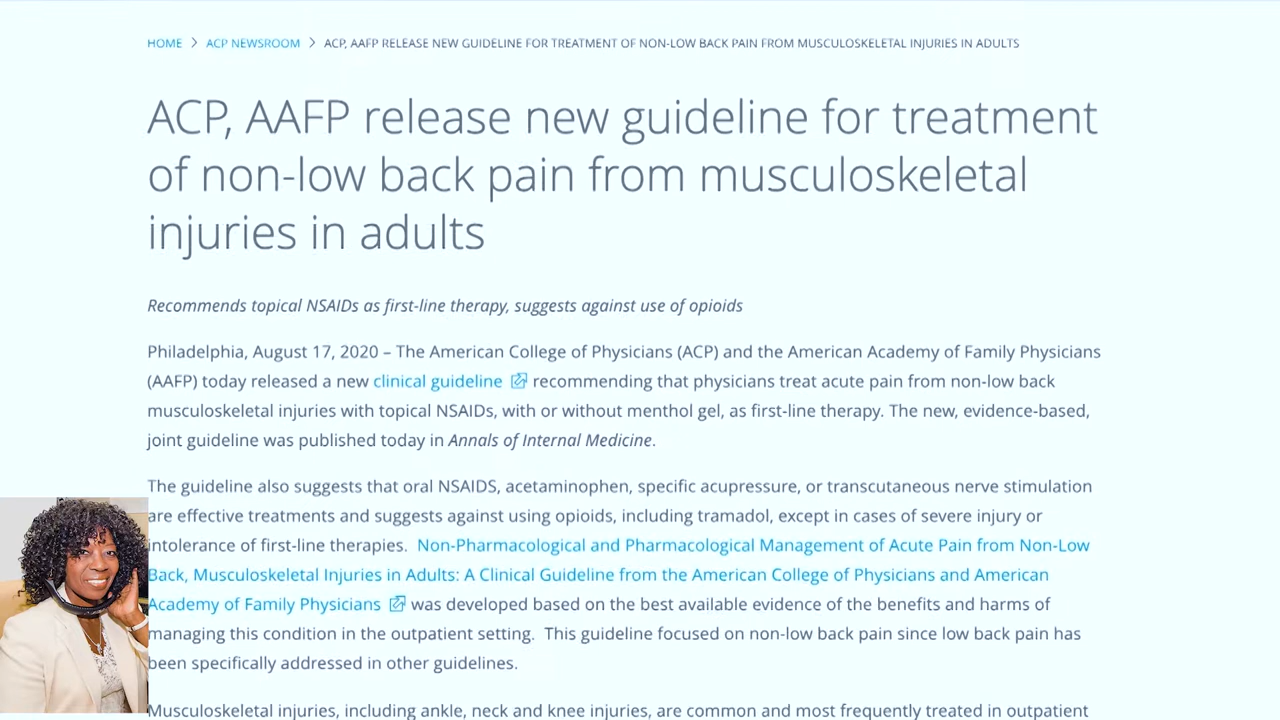 HOME > ACP NEWSROOM > ACP, AAFP RELEASE NEW GUIDELINE FOR TREATMENT OF NON-LOW BACK PAIN FROM MUSCULOSKELETAL INJURIES IN ADULTS
ACP, AAFP release new guideline for treatment
of non-low back pain from musculoskeletal
injuries in adults
Recommends topical NSAIDs as first-line therapy, suggests against use of opioids
Philadelphia, August 17, 2020 – The American College of Physicians (ACP) and the American Academy of Family Physicians
(AAFP) today released a new clinical guideline recommending that physicians treat acute pain from non-low back
musculoskeletal injuries with topical NSAIDs, with or without menthol gel, as first-line therapy. The new, evidence-based,
joint guideline was published today in Annals of Internal Medicine.
The guideline also suggests that oral NSAIDS, acetaminophen, specific acupressure, or transcutaneous nerve stimulation
are effective treatments and suggests against using opioids, including tramadol, except in cases of severe injury or
intolerance of first-line therapies. Non-Pharmacological and Pharmacological Management of Acute Pain from Non-Low
Back, Musculoskeletal Injuries in Adults: A Clinical Guideline from the American College of Physicians and American
Academy of Family Physicians was developed based on the best available evidence of the benefits and harms of
managing this condition in the outpatient setting. This guideline focused on non-low back pain since low back pain has
been specifically addressed in other guidelines.
Musculoskeletal injuries, including ankle, neck and knee injuries, are common and most frequently treated in outpatient